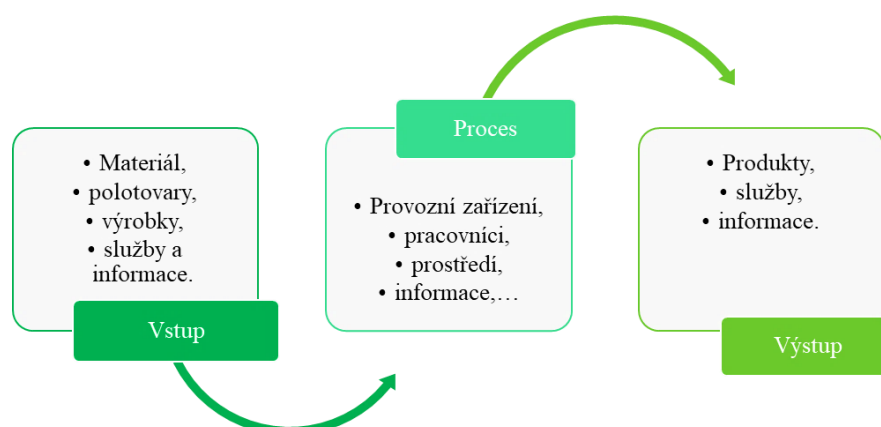 • Materiál,
• polotovary,
• výrobky,
• služby a
informace.
Vstup
Proces
• Provozní zařízení,
• pracovníci,
• prostředí,
• informace,…
• Produkty,
• služby,
• informace.
Výstup